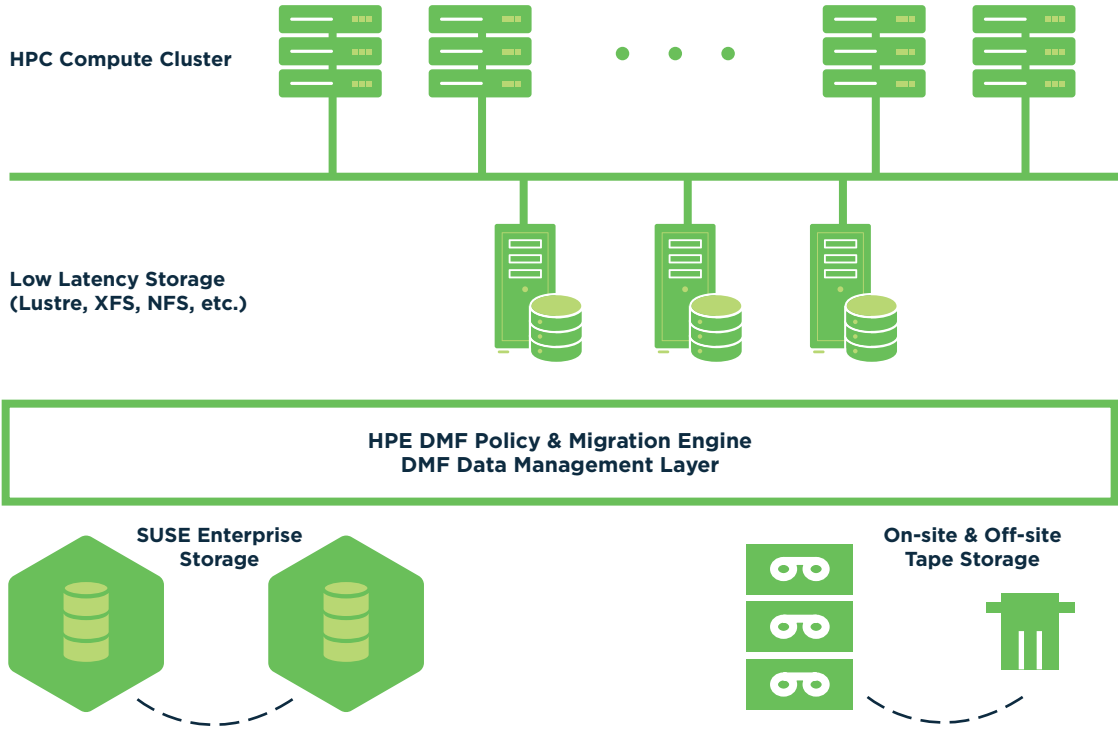 HPC Compute Cluster
Low Latency Storage
(Lustre, XFS, NFS, etc.)
HPE DMF Policy & Migration Engine
DMF Data Management Layer
SUSE Enterprise
Storage
On-site & Off-site
Tape Storage